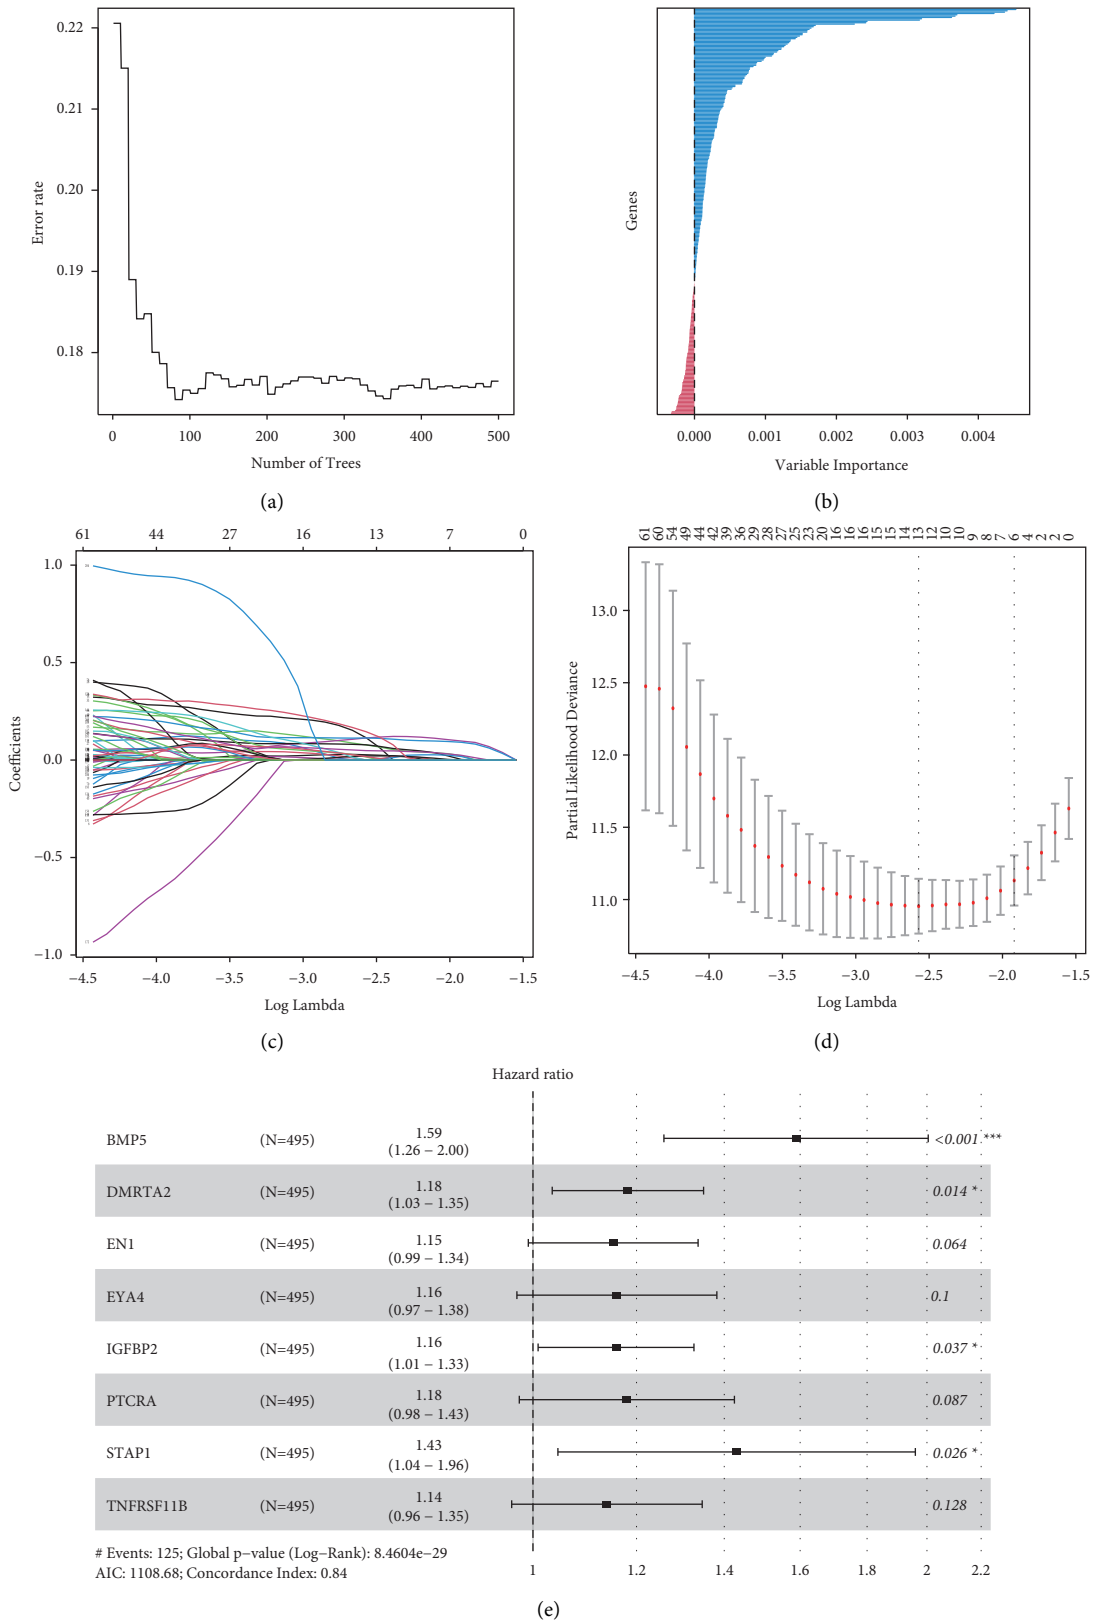 0.22
0.21
0.20
0.19
0.18
Error rate
0 100 200 300 400 500
Number of Trees
(a)
Genes
0.000 0.001 0.002 0.003 0.004
Variable Importance
(b)
61 44 27 16 13 7 0
1.0
0.5
0.0
−0.5
−1.0
Coefficients
−4.5 −4.0 −3.5 −3.0 −2.5 −2.0 −1.5
Log Lambda
(c)
61 60 54 49 44 42 39 36 29 28 27 25 23 20 16 16 16 15 15 14 13 12 10 10 9 8 7 6 4 2 2 0
13.0
12.5
12.0
11.5
11.0
Partial Likelihood Deviance
−4.5 −4.0 −3.5 −3.0 −2.5 −2.0 −1.5
Log Lambda
(d)
Hazard ratio
BMP5 (N=495) 1.59 (1.26 − 2.00) <0.001 ***
DMRTA2 (N=495) 1.18 (1.03 − 1.35) 0.014 *
EN1 (N=495) 1.15 (0.99 − 1.34) 0.064
EYA4 (N=495) 1.16 (0.97 − 1.38) 0.1
IGFBP2 (N=495) 1.16 (1.01 − 1.33) 0.037 *
PTCRA (N=495) 1.18 (0.98 − 1.43) 0.087
STAP1 (N=495) 1.43 (1.04 − 1.96) 0.026 *
TNFRSF11B (N=495) 1.14 (0.96 − 1.35) 0.128
# Events: 125; Global p−value (Log−Rank): 8.4604e−29
AIC: 1108.68; Concordance Index: 0.84
1 1.2 1.4 1.6 1.8 2 2.2
(e)